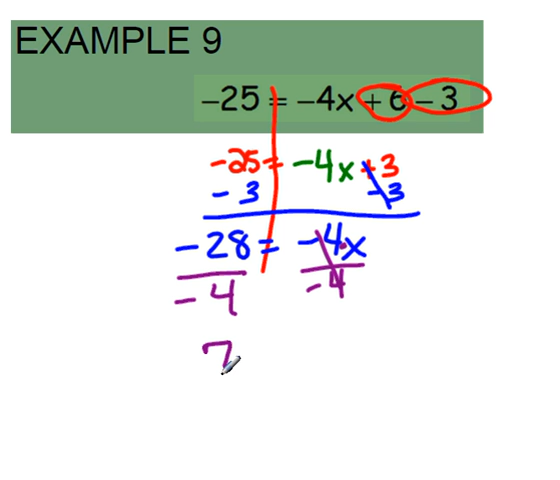 EXAMPLE 9
-25 = -4x + 6 - 3
-25 = -4x + 3
- 3 -3
-28 = -4x
-4 -4
7